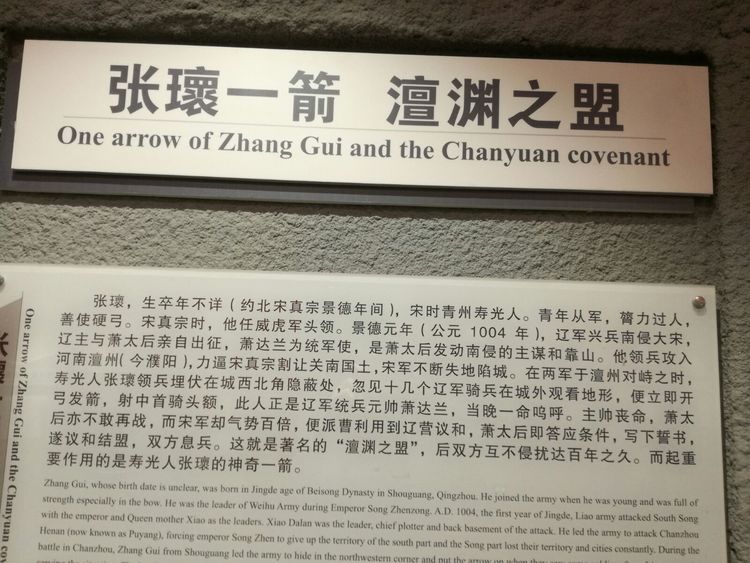 张瓌一箭 澶渊之盟
One arrow of Zhang Gui and the Chanyuan covenant
张瓌，生卒年不详（约北宋真宗景德年间），宋时青州寿光人。青年从军，膂力过人，
善使硬弓。宋真宗时，他任威虎军头领。景德元年（公元 1004 年），辽军兴兵南侵大宋，
辽主与萧太后亲自出征，萧达兰为统军使，是萧太后发动南侵的主谋和靠山。他领兵攻入
河南澶州（今濮阳），力逼宋真宗割让关南国土，宋军不断失地陷城。在两军于澶州对峙之时，
寿光人张瓌领兵埋伏在城西北角隐蔽处，忽见十几个辽军骑兵在城外观看地形，便立即开
弓发箭，射中首骑头额，此人正是辽军统兵元帅萧达兰，当晚一命呜呼。主帅丧命，萧太
后亦不敢再战，而宋军却气势百倍，便派曹利用到辽营议和，萧太后即答应条件，写下誓书，
遂议和结盟，双方息兵。这就是著名的“澶渊之盟”，后双方互不侵扰达百年之久。而起重
要作用的是寿光人张瓌的神奇一箭。
Zhang Gui, whose birth date is unclear, was born in Jingde age of Beisong Dynasty in Shouguang, Qingzhou. He joined the army when he was young and was full of
strength especially in the bow. He was the leader of Weihu Army during Emperor Song Zhenzong. A.D. 1004, the first year of Jingde, Liao army attacked South Song
with the emperor and Queen mother Xiao as the leaders. Xiao Dalan was the leader, chief plotter and back basement of the attack. He led the army to attack Chanzhou
Henan (now known as Puyang), forcing emperor Song Zhen to give up the territory of the south part and the Song part lost their territory and cities constantly. During the
battle in Chanzhou, Zhang Gui from Shouguang led the army to hide in the northwestern corner and put the arrow on when they
One arrow of Zhang Gui and the Chanyuan cov